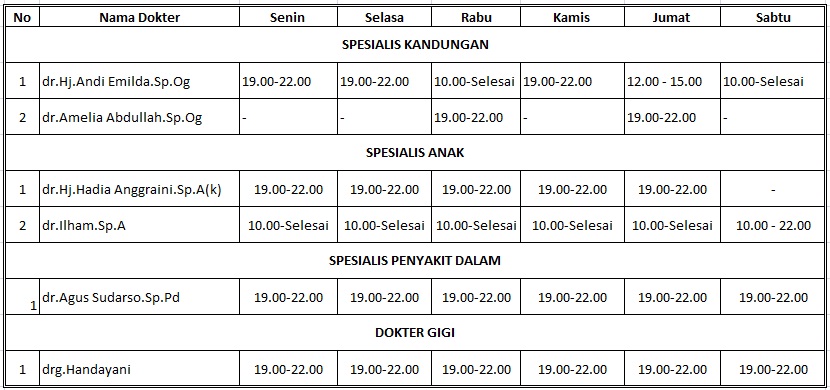 No Nama Dokter Senin Selasa Rabu Kamis Jumat Sabtu
SPESIALIS KANDUNGAN
1 dr.Hj.Andi Emilda.Sp.Og 19.00-22.00 19.00-22.00 10.00-Selesai 19.00-22.00 12.00 - 15.00 10.00-Selesai
2 dr.Amelia Abdullah.Sp.Og - - 19.00-22.00 - 19.00-22.00 -
SPESIALIS ANAK
1 dr.Hj.Hadia Anggraini.Sp.A(k) 19.00-22.00 19.00-22.00 19.00-22.00 19.00-22.00 19.00-22.00 -
2 dr.Ilham.Sp.A 10.00-Selesai 10.00-Selesai 10.00-Selesai 10.00-Selesai 10.00-Selesai 10.00 - 22.00
SPESIALIS PENYAKIT DALAM
1 dr.Agus Sudarso.Sp.Pd 19.00-22.00 19.00-22.00 19.00-22.00 19.00-22.00 19.00-22.00 19.00-22.00
DOKTER GIGI
1 drg.Handayani 19.00-22.00 19.00-22.00 19.00-22.00 19.00-22.00 19.00-22.00 19.00-22.00